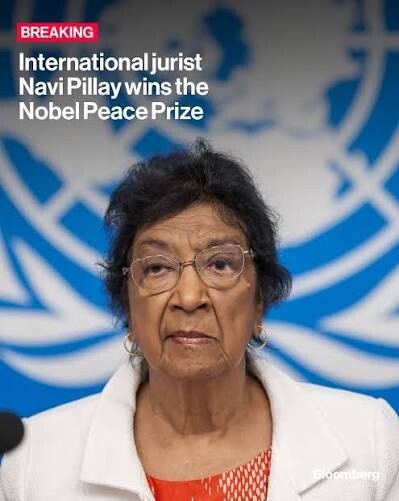 BREAKING
International jurist
Navi Pillay wins the
Nobel Peace Prize
Bloomberg